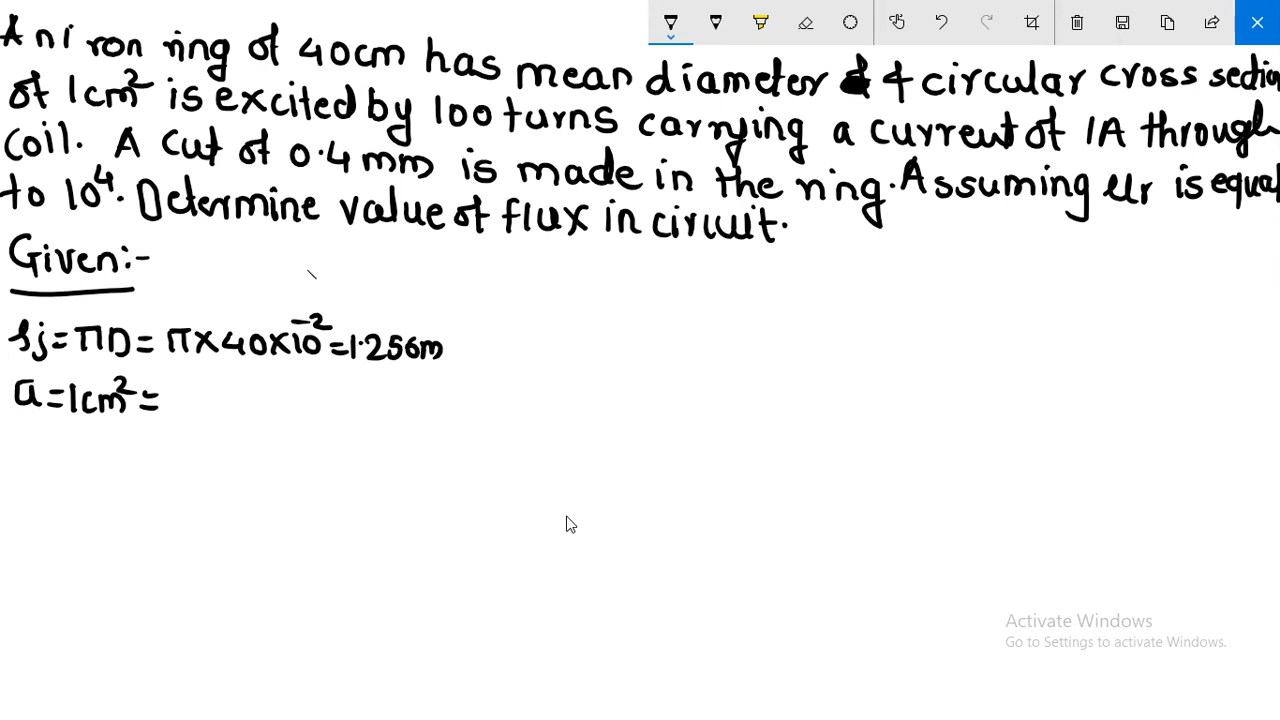 An iron ring of 40cm has mean diameter & circular cross section
of 1cm² is excited by 100 turns carrying a current of 1A through
coil. A cut of 0.4mm is made in the ring. Assuming μr is equal
to 10⁴. Determine value of flux in circuit.
Given:-
li=πD=π×40×10⁻²=1.256m
a=1cm²=
Activate Windows
Go to Settings to activate Windows.